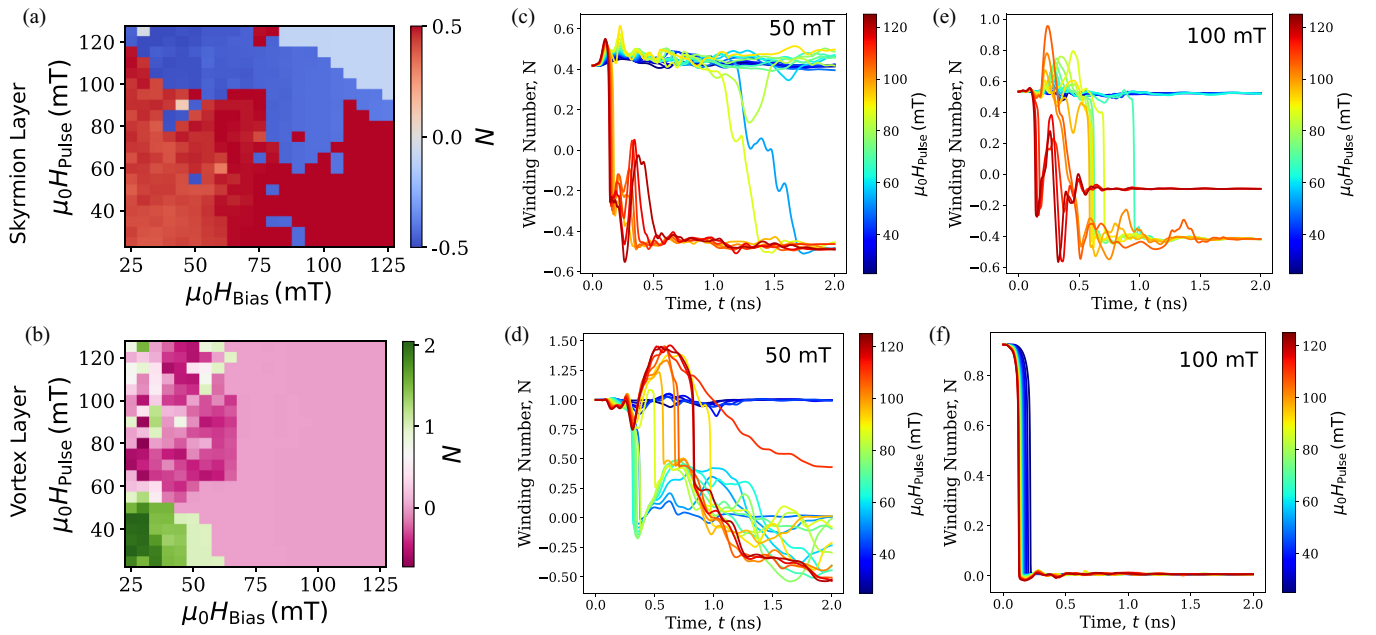 (a)
Skyrmion Layer
μ₀H_Pulse (mT)
120
100
80
60
40
25 50 75 100 125
μ₀H_Bias (mT)
0.5
0.0
−0.5
N
(c)
50 mT
Winding Number, N
0.6
0.4
0.2
0.0
−0.2
−0.4
−0.6
0.0 0.5 1.0 1.5 2.0
Time, t (ns)
120
100
80
60
40
μ₀H_Pulse (mT)
(e)
100 mT
Winding Number, N
1.0
0.8
0.6
0.4
0.2
0.0
−0.2
−0.4
−0.6
0.0 0.5 1.0 1.5 2.0
Time, t (ns)
120
100
80
60
40
μ₀H_Pulse (mT)
(b)
Vortex Layer
μ₀H_Pulse (mT)
120
100
80
60
40
25 50 75 100 125
μ₀H_Bias (mT)
2
1
0
N
(d)
50 mT
Winding Number, N
1.50
1.25
1.00
0.75
0.50
0.25
0.00
−0.25
−0.50
0.0 0.5 1.0 1.5 2.0
Time, t (ns)
120
100
80
60
40
μ₀H_Pulse (mT)
(f)
100 mT
Winding Number, N
0.8
0.6
0.4
0.2
0.0
0.0 0.5 1.0 1.5 2.0
Time, t (ns)
120
100
80
60
40
μ₀H_Pulse (mT)